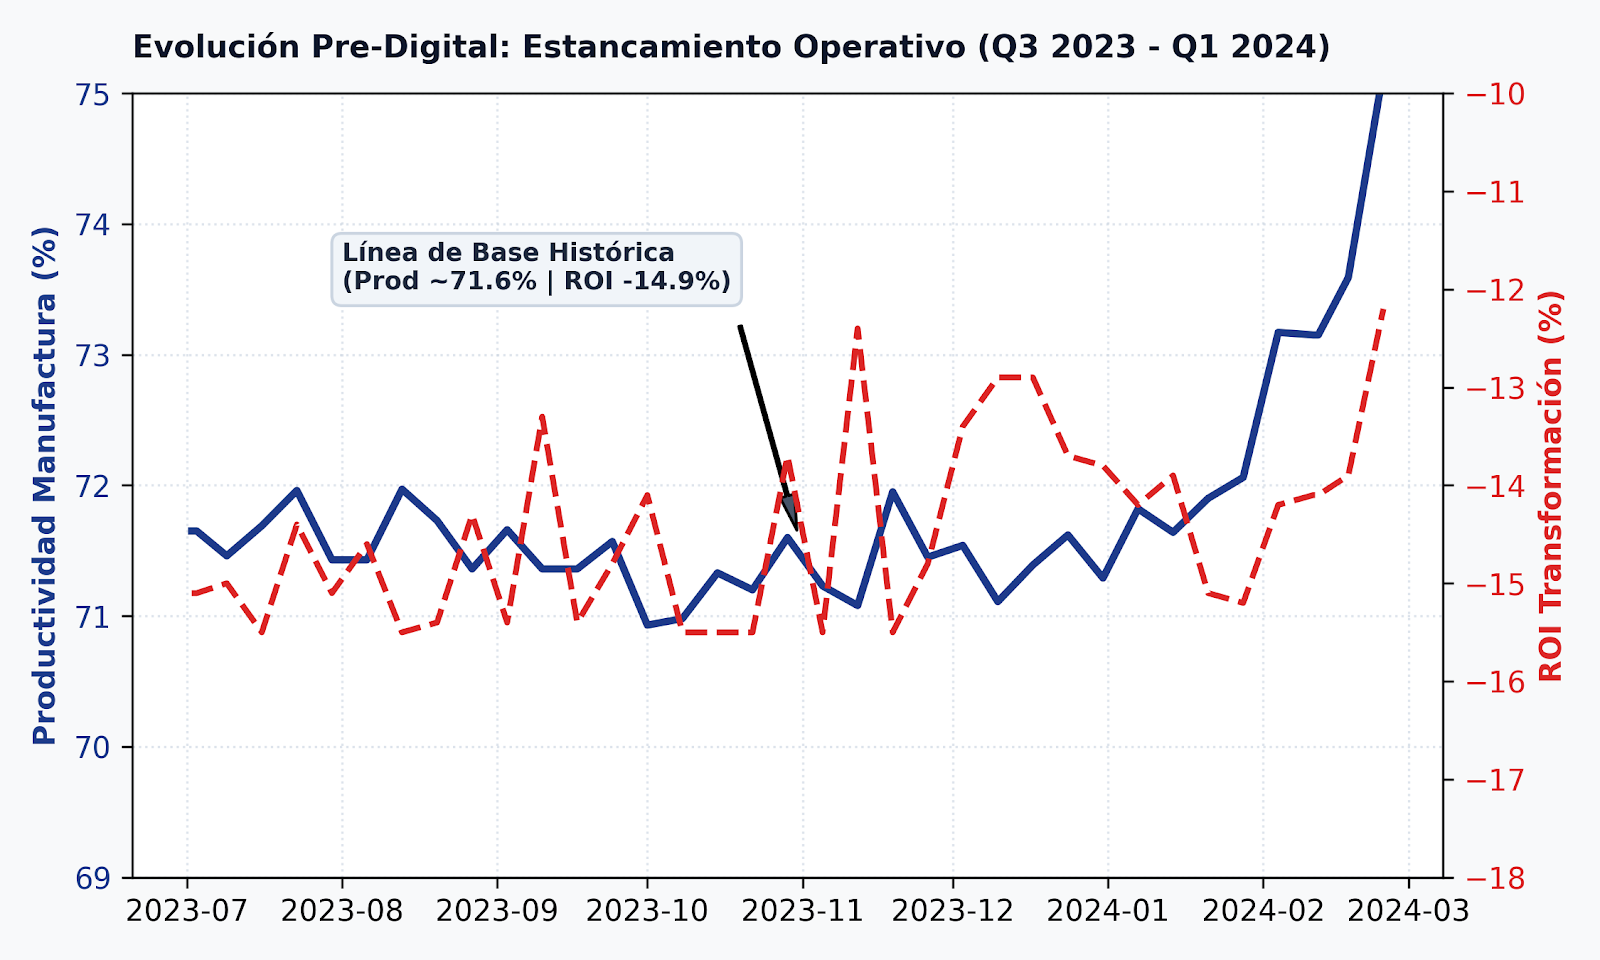 Evolución Pre-Digital: Estancamiento Operativo (Q3 2023 - Q1 2024)
75
74
73
72
71
70
69
Productividad Manufactura (%)
Línea de Base Histórica
(Prod ~71.6% | ROI -14.9%)
−10
−11
−12
−13
−14
−15
−16
−17
−18
ROI Transformación (%)
2023-07 2023-08 2023-09 2023-10 2023-11 2023-12 2024-01 2024-02 2024-03